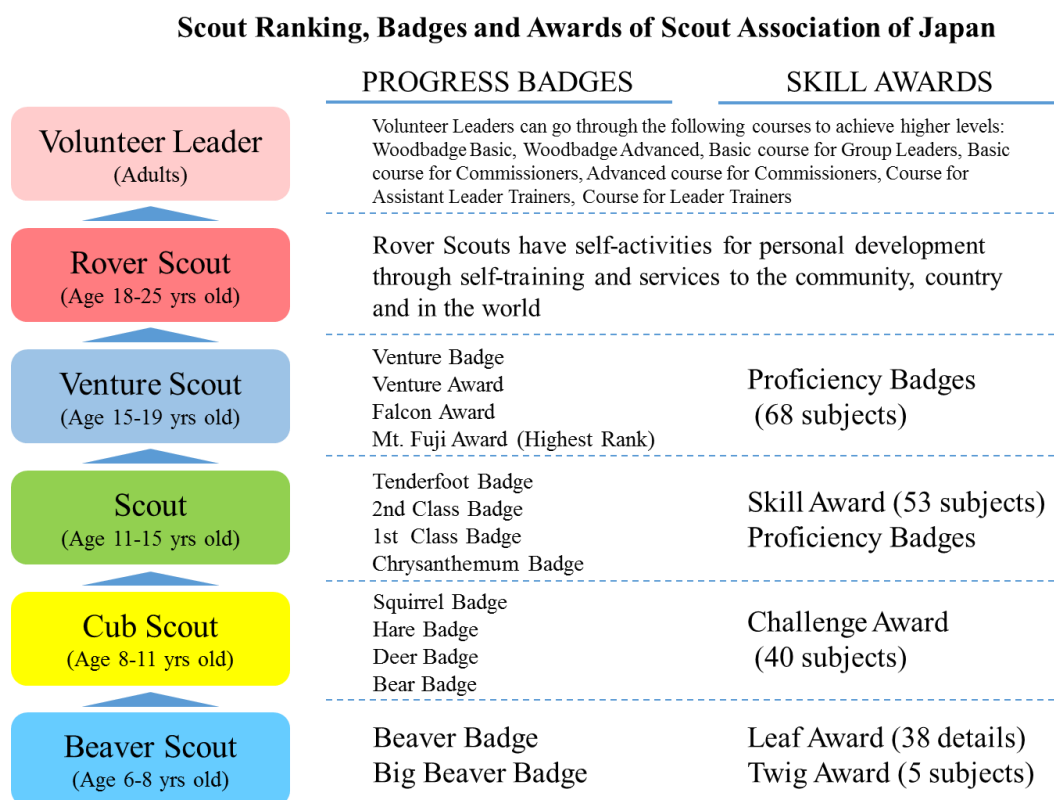 Scout Ranking, Badges and Awards of Scout Association of Japan
PROGRESS BADGES
SKILL AWARDS
Volunteer Leader
(Adults)
Volunteer Leaders can go through the following courses to achieve higher levels:
Woodbadge Basic, Woodbadge Advanced, Basic course for Group Leaders, Basic
course for Commissioners, Advanced course for Commissioners, Course for
Assistant Leader Trainers, Course for Leader Trainers
Rover Scout
(Age 18-25 yrs old)
Rover Scouts have self-activities for personal development
through self-training and services to the community, country
and in the world
Venture Scout
(Age 15-19 yrs old)
Venture Badge
Venture Award
Falcon Award
Mt. Fuji Award (Highest Rank)
Proficiency Badges
(68 subjects)
Scout
(Age 11-15 yrs old)
Tenderfoot Badge
2nd Class Badge
1st Class Badge
Chrysanthemum Badge
Skill Award (53 subjects)
Proficiency Badges
Cub Scout
(Age 8-11 yrs old)
Squirrel Badge
Hare Badge
Deer Badge
Bear Badge
Challenge Award
(40 subjects)
Beaver Scout
(Age 6-8 yrs old)
Beaver Badge
Big Beaver Badge
Leaf Award (38 details)
Twig Award (5 subjects)